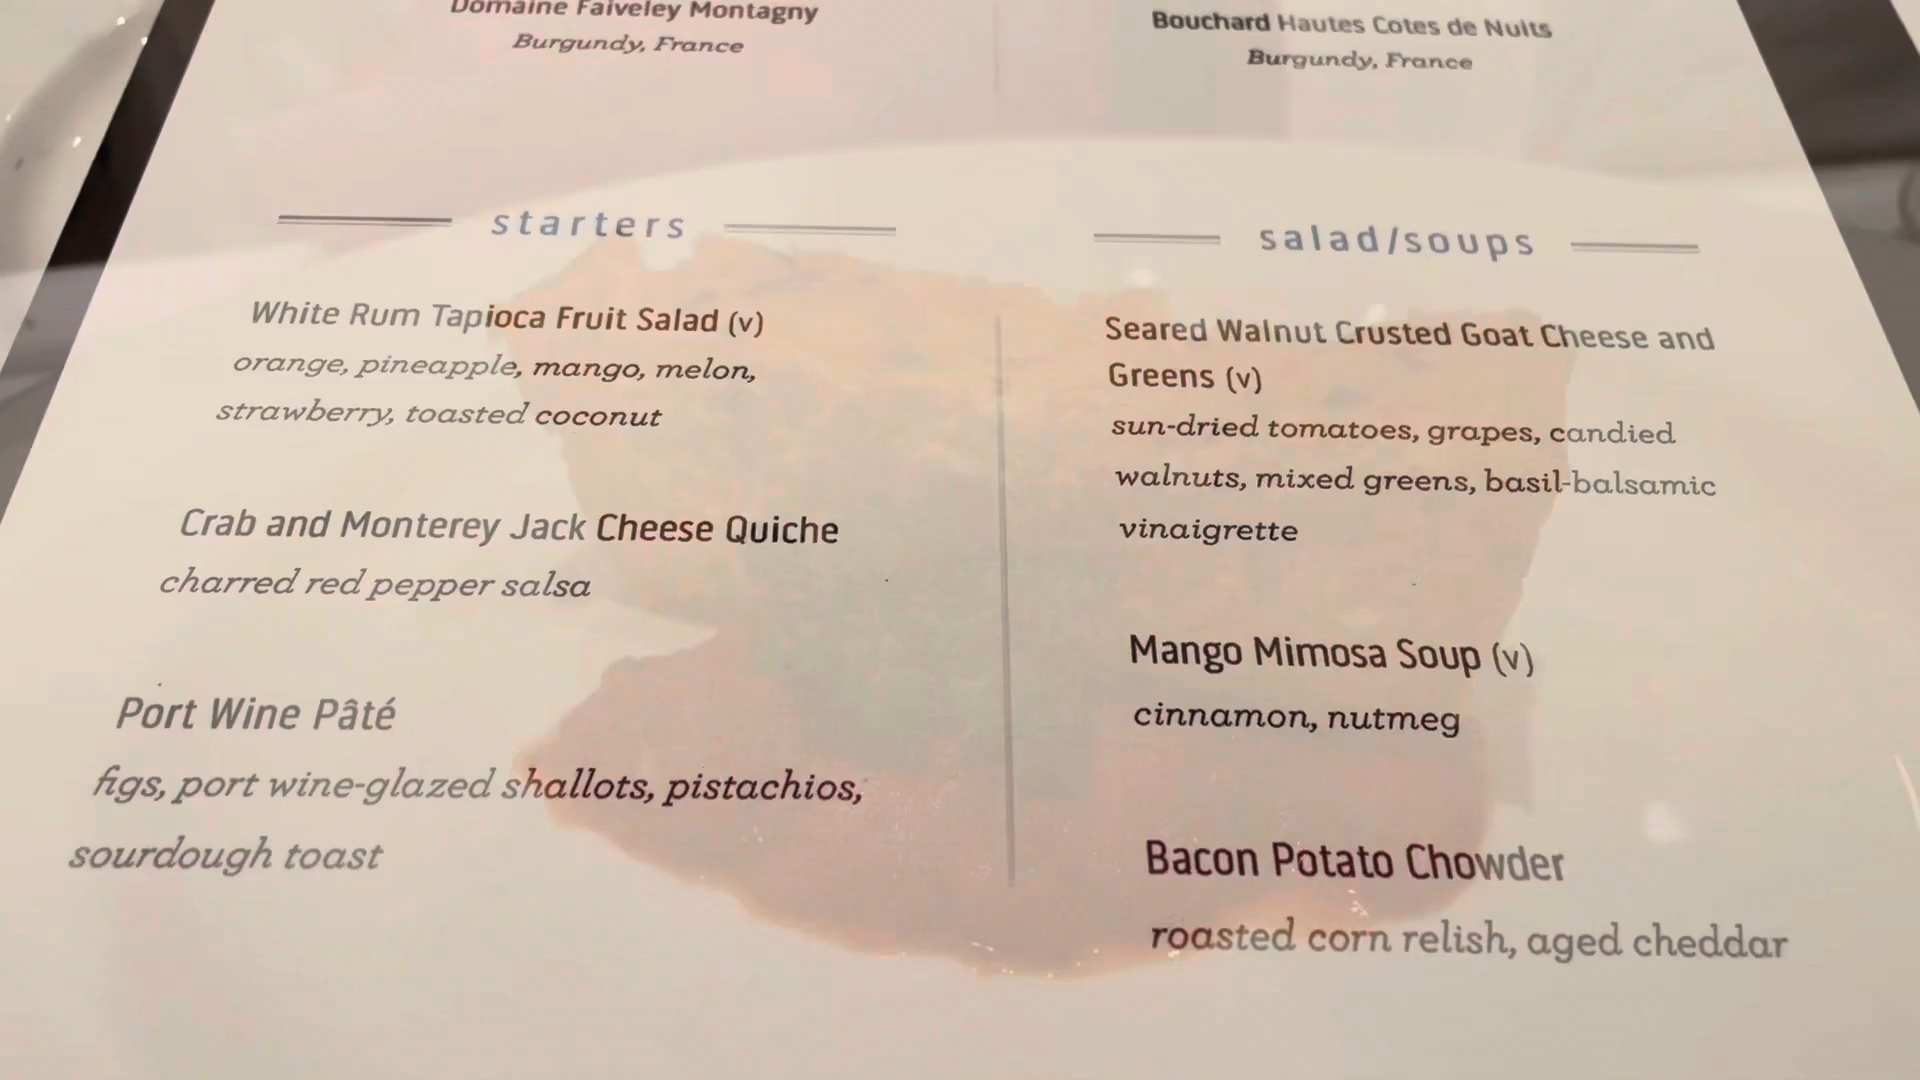 Domaine Faiveley Montagny
Burgundy, France
Bouchard Hautes Cotes de Nuits
Burgundy, France
starters
White Rum Tapioca Fruit Salad (v)
orange, pineapple, mango, melon,
strawberry, toasted coconut
Crab and Monterey Jack Cheese Quiche
charred red pepper salsa
Port Wine Pâté
figs, port wine-glazed shallots, pistachios,
sourdough toast
salad/soups
Seared Walnut Crusted Goat Cheese and
Greens (v)
sun-dried tomatoes, grapes, candied
walnuts, mixed greens, basil-balsamic
vinaigrette
Mango Mimosa Soup (v)
cinnamon, nutmeg
Bacon Potato Chowder
roasted corn relish, aged cheddar